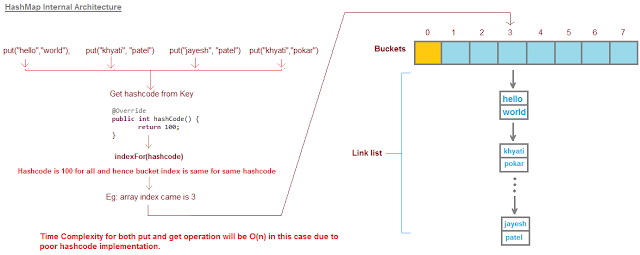 HashMap Internal Architecture
put("hello","world"); put("khyati", "patel") put("jayesh", "patel") put("khyati","pokar")
Get hashcode from Key
@Override
public int hashCode() {
return 100;
}
indexFor(hashcode)
Hashcode is 100 for all and hence bucket index is same for same hashcode
Eg: array index came is 3
Time Complexity for both put and get operation will be O(n) in this case due to
poor hashcode implementation.
0 1 2 3 4 5 6 7
Buckets
Link list
hello
world
khyati
pokar
jayesh
patel